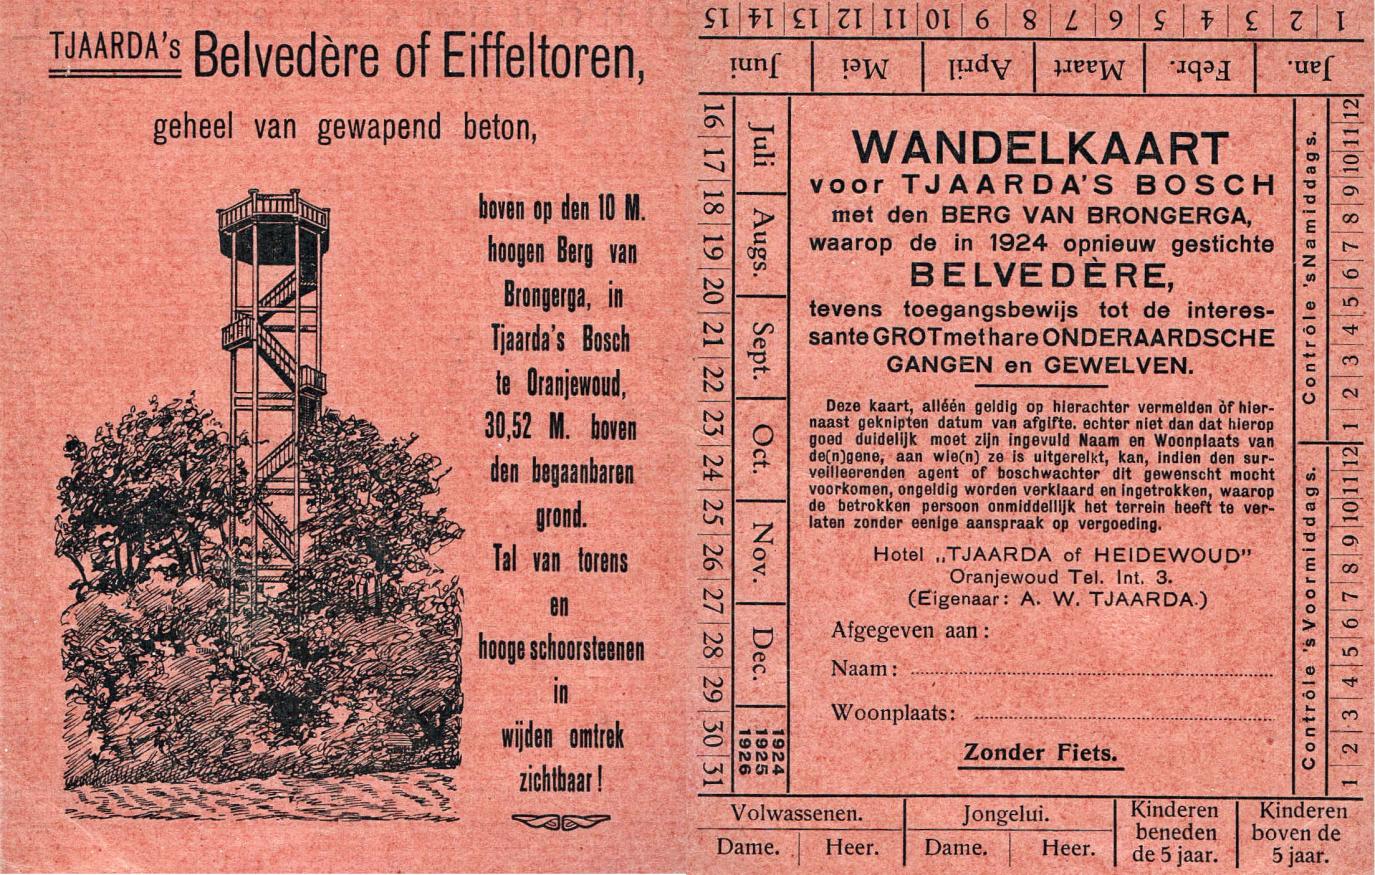 TJAARDA's Belvedère of Eiffeltoren,
geheel van gewapend beton,
boven op den 10 M.
hoogen Berg van
Brongerga, in
Tjaarda's Bosch
te Oranjewoud,
30,52 M. boven
den begaanbaren
grond.
Tal van torens
en
hooge schoorsteenen
in
wijden omtrek
zichtbaar!
1 2 3 4 5 6 7 8 9 10 11 12 13 14 15
Jan. Febr. Maart April Mei Juni
16 17 18 19 20 21 22 23 24 25 26 27 28 29 30 31
Juli Augs. Sept. Oct. Nov. Dec.
1924
1925
1926
WANDELKAART
voor TJAARDA'S BOSCH
met den BERG VAN BRONGERGA,
waarop de in 1924 opnieuw gestichte
BELVEDÈRE,
tevens toegangsbewijs tot de interes-
sante GROT met hare ONDERAARDSCHE
GANGEN en GEWELVEN.
Deze kaart, alléén geldig op hierachter vermelden òf hier-
naast geknipten datum van afgifte. echter niet dan dat hierop
goed duidelijk moet zijn ingevuld Naam en Woonplaats van
de(n)gene, aan wie(n) ze is uitgereikt, kan, indien den sur-
veilleerenden agent of boschwachter dit gewenscht mocht
voorkomen, ongeldig worden verklaard en ingetrokken, waarop
de betrokken persoon onmiddellijk het terrein heeft te ver-
laten zonder eenige aanspraak op vergoeding.
Hotel „TJAARDA of HEIDEWOUD"
Oranjewoud Tel. Int. 3.
(Eigenaar: A. W. TJAARDA.)
Afgegeven aan:
Naam:
Woonplaats:
Zonder Fiets.
Contrôle 's Voormiddags.
1 2 3 4 5 6 7 8 9 10 11 12
Contrôle 's Namiddags.
1 2 3 4 5 6 7 8 9 10 11 12
Volwassenen.
Dame. Heer.
Jongelui.
Dame. Heer.
Kinderen
beneden
de 5 jaar.
Kinderen
boven de
5 jaar.